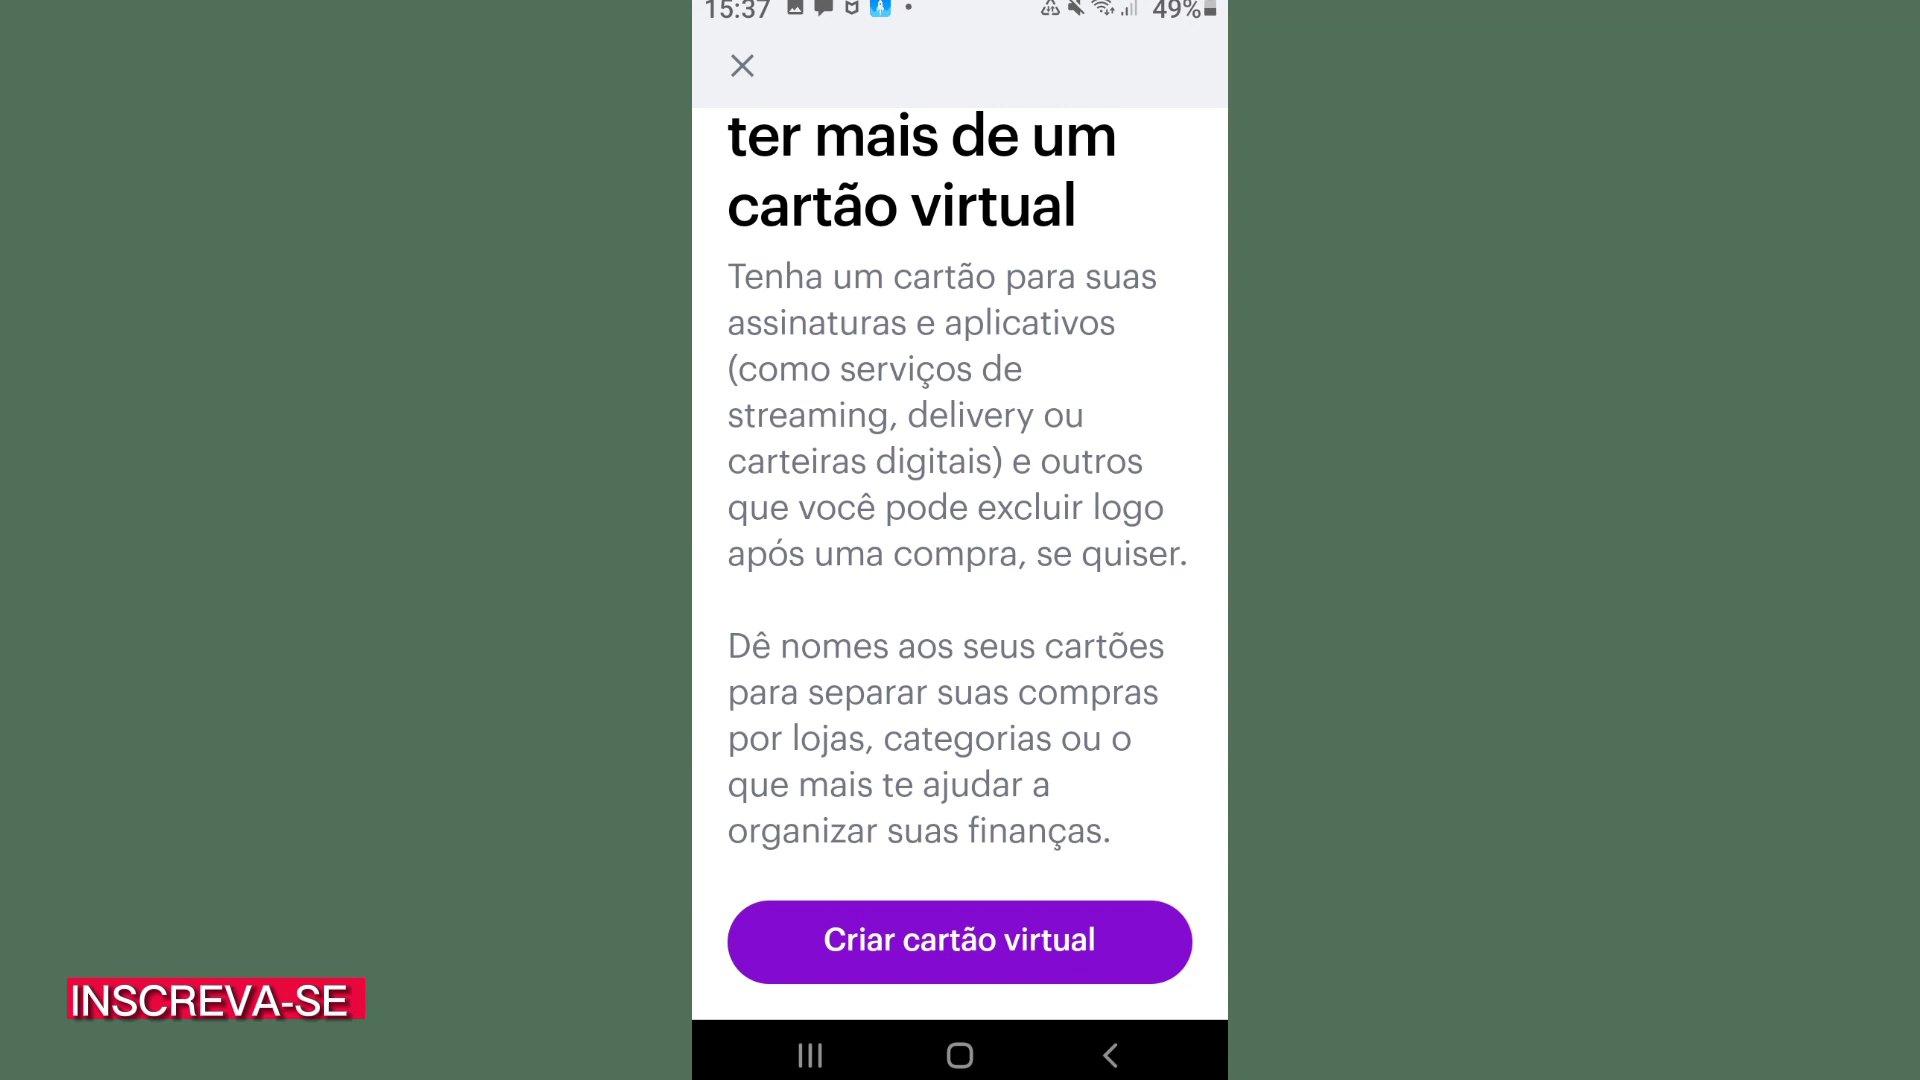 15:37
49%
ter mais de um
cartão virtual
Tenha um cartão para suas
assinaturas e aplicativos
(como serviços de
streaming, delivery ou
carteiras digitais) e outros
que você pode excluir logo
após uma compra, se quiser.
Dê nomes aos seus cartões
para separar suas compras
por lojas, categorias ou o
que mais te ajudar a
organizar suas finanças.
Criar cartão virtual
INSCREVA-SE